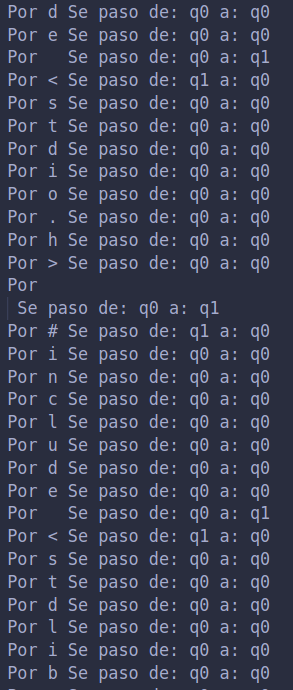 Por d Se paso de: q0 a: q0
Por e Se paso de: q0 a: q0
Por   Se paso de: q0 a: q1
Por < Se paso de: q1 a: q0
Por s Se paso de: q0 a: q0
Por t Se paso de: q0 a: q0
Por d Se paso de: q0 a: q0
Por i Se paso de: q0 a: q0
Por o Se paso de: q0 a: q0
Por . Se paso de: q0 a: q0
Por h Se paso de: q0 a: q0
Por > Se paso de: q0 a: q0
Por
 Se paso de: q0 a: q1
Por # Se paso de: q1 a: q0
Por i Se paso de: q0 a: q0
Por n Se paso de: q0 a: q0
Por c Se paso de: q0 a: q0
Por l Se paso de: q0 a: q0
Por u Se paso de: q0 a: q0
Por d Se paso de: q0 a: q0
Por e Se paso de: q0 a: q0
Por   Se paso de: q0 a: q1
Por < Se paso de: q1 a: q0
Por s Se paso de: q0 a: q0
Por t Se paso de: q0 a: q0
Por d Se paso de: q0 a: q0
Por l Se paso de: q0 a: q0
Por i Se paso de: q0 a: q0
Por b Se paso de: q0 a: q0